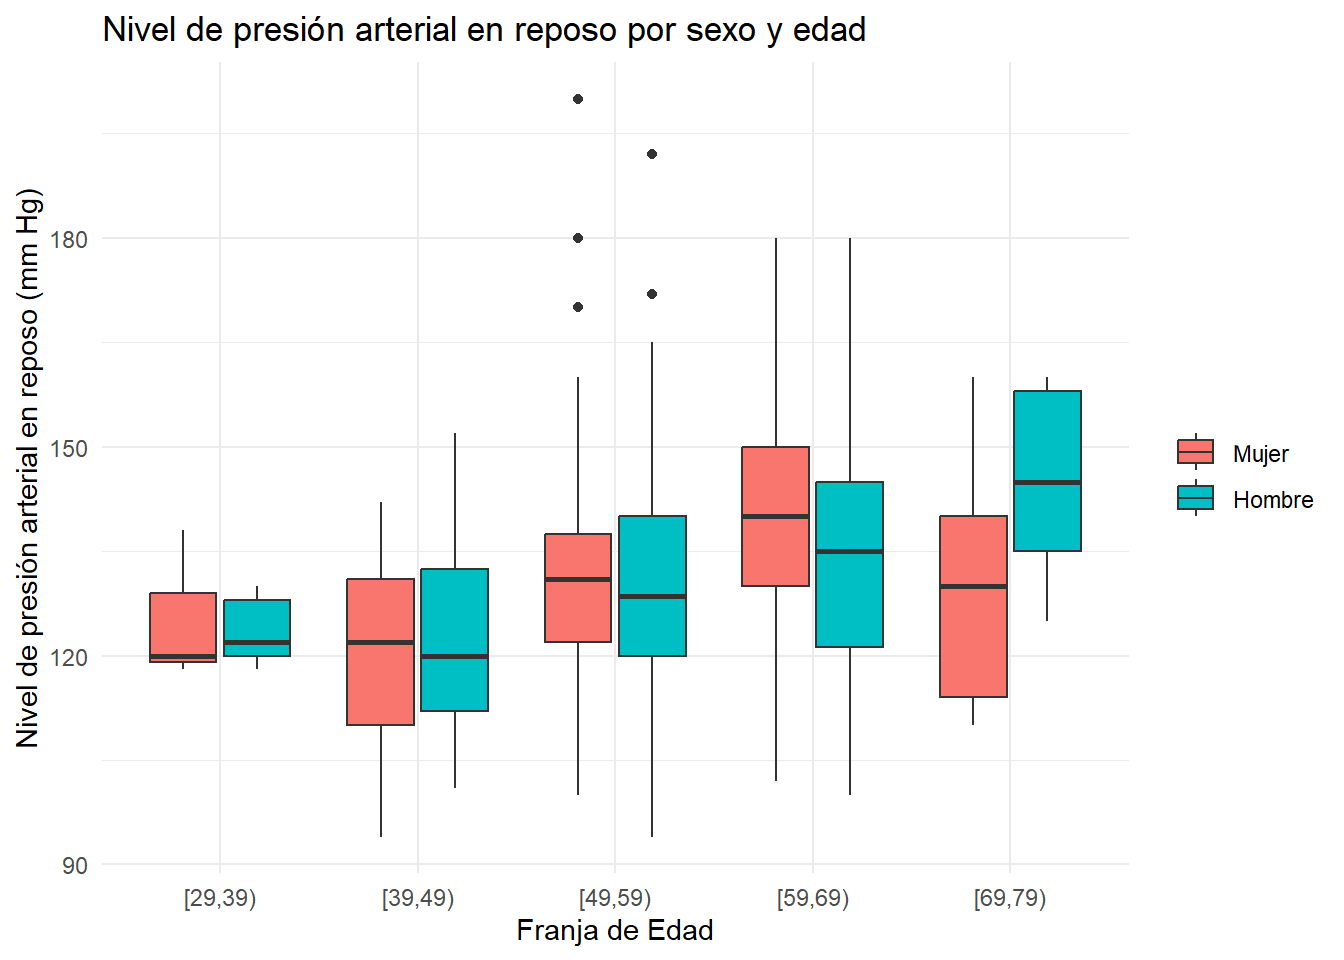 Nivel de presión arterial en reposo por sexo y edad
Nivel de presión arterial en reposo (mm Hg)
180
150
120
90
[29,39)
[39,49)
[49,59)
[59,69)
[69,79)
Franja de Edad
Mujer
Hombre